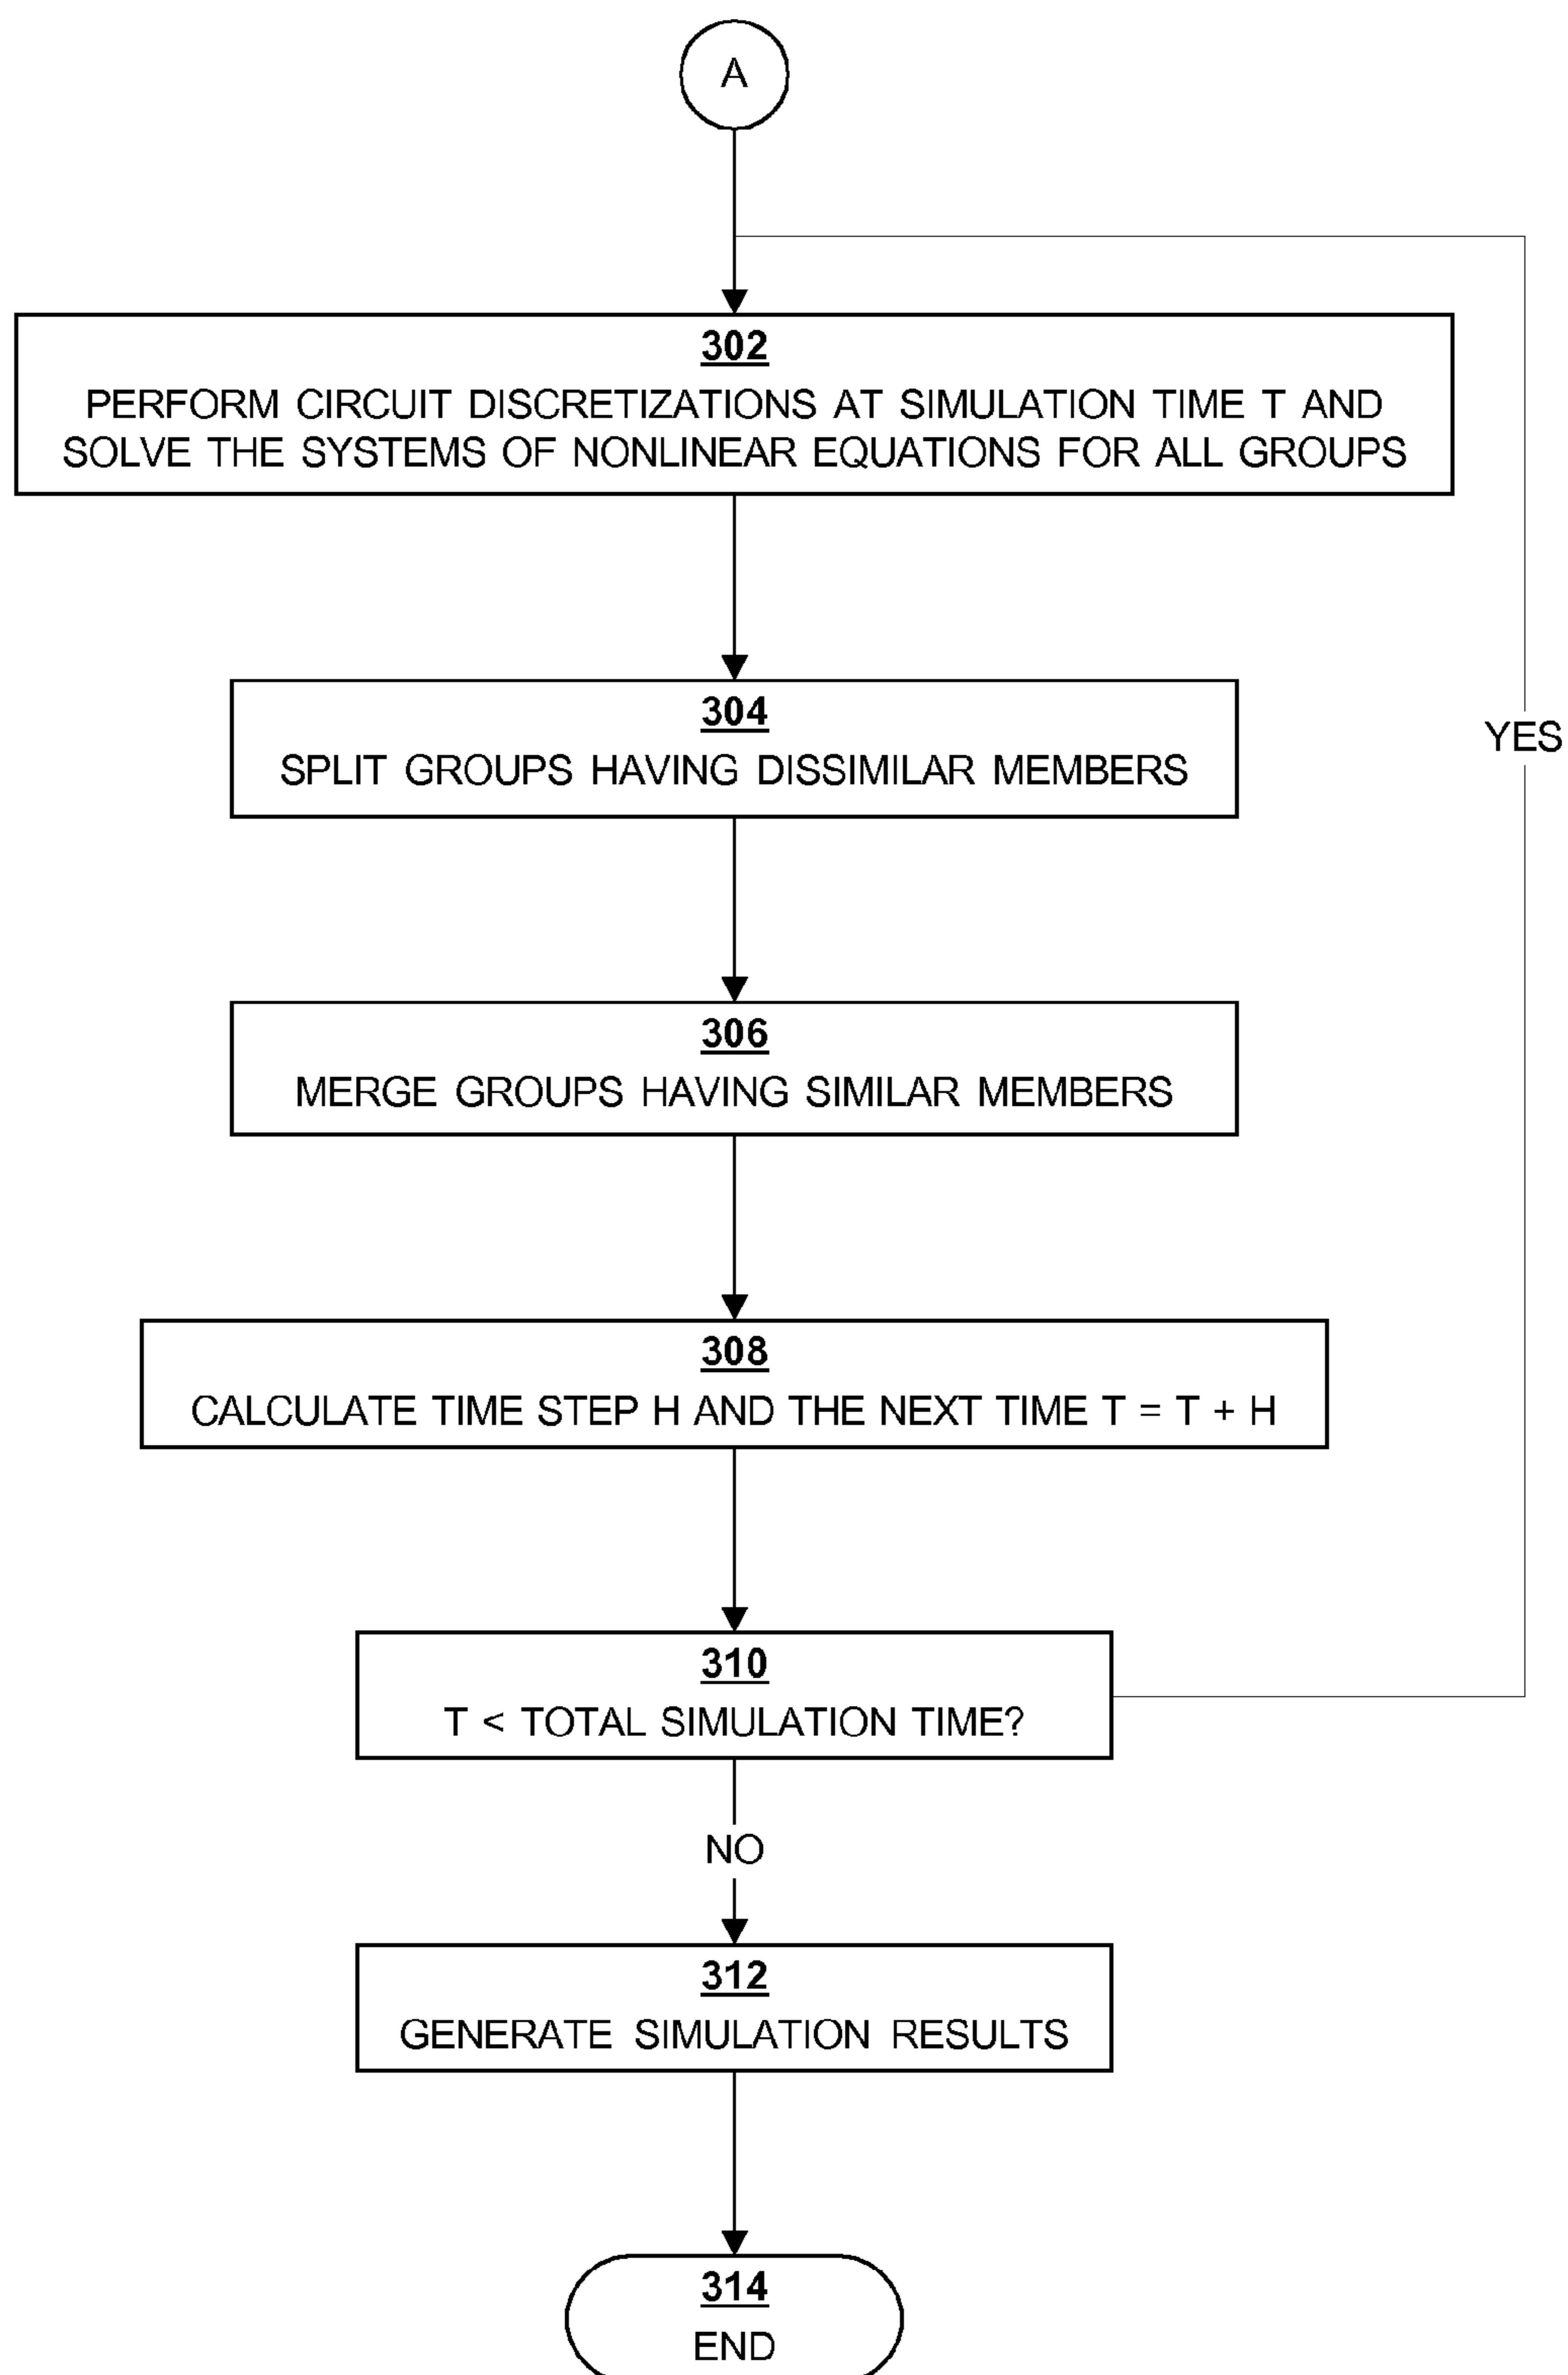 A
302
PERFORM CIRCUIT DISCRETIZATIONS AT SIMULATION TIME T AND
SOLVE THE SYSTEMS OF NONLINEAR EQUATIONS FOR ALL GROUPS
304
SPLIT GROUPS HAVING DISSIMILAR MEMBERS
YES
306
MERGE GROUPS HAVING SIMILAR MEMBERS
308
CALCULATE TIME STEP H AND THE NEXT TIME T = T + H
310
T < TOTAL SIMULATION TIME?
NO
312
GENERATE SIMULATION RESULTS
314
END